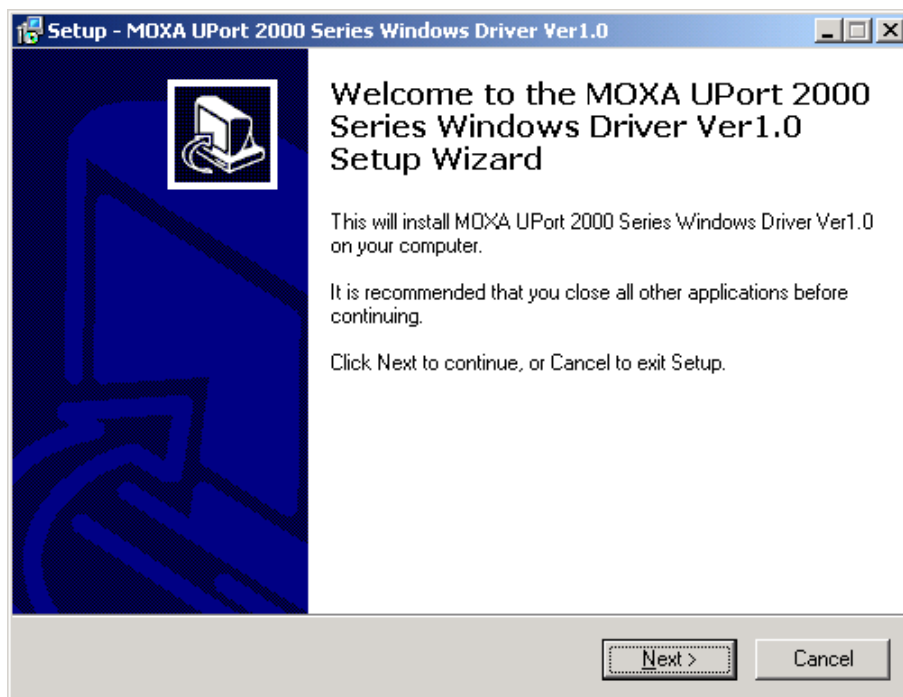 Setup - MOXA UPort 2000 Series Windows Driver Ver1.0
Welcome to the MOXA UPort 2000
Series Windows Driver Ver1.0
Setup Wizard
This will install MOXA UPort 2000 Series Windows Driver Ver1.0
on your computer.
It is recommended that you close all other applications before
continuing.
Click Next to continue, or Cancel to exit Setup.
Next >
Cancel